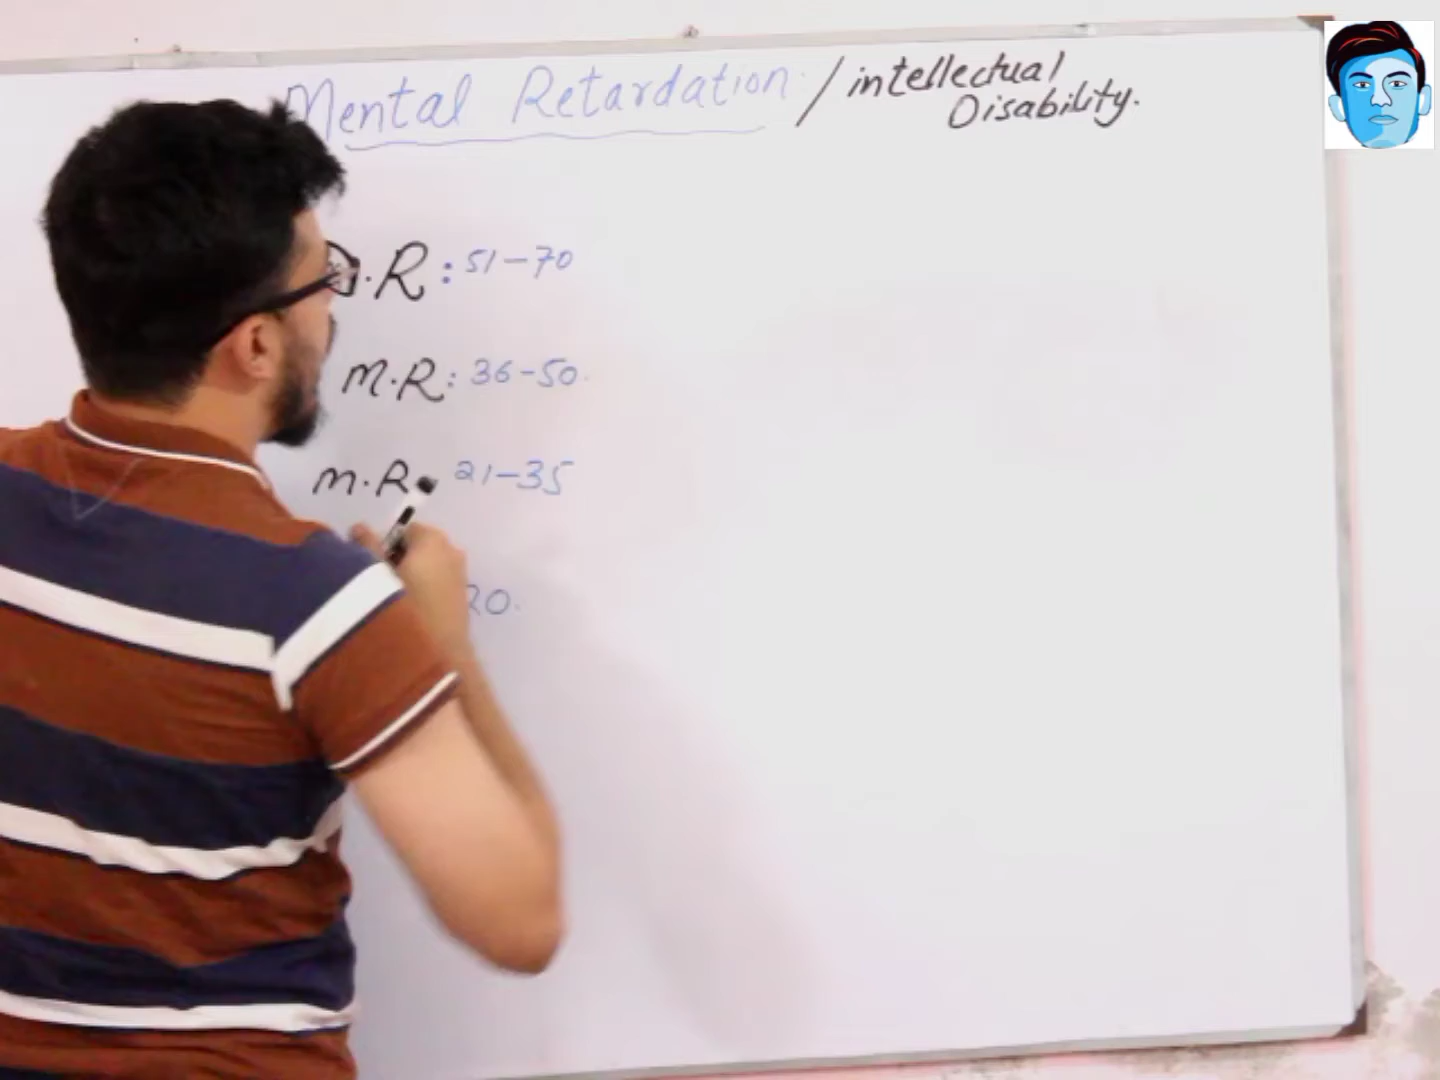 Mental Retardation / intellectual
Disability.
.R : 51-70
M.R : 36-50.
m.R 21-35
20.